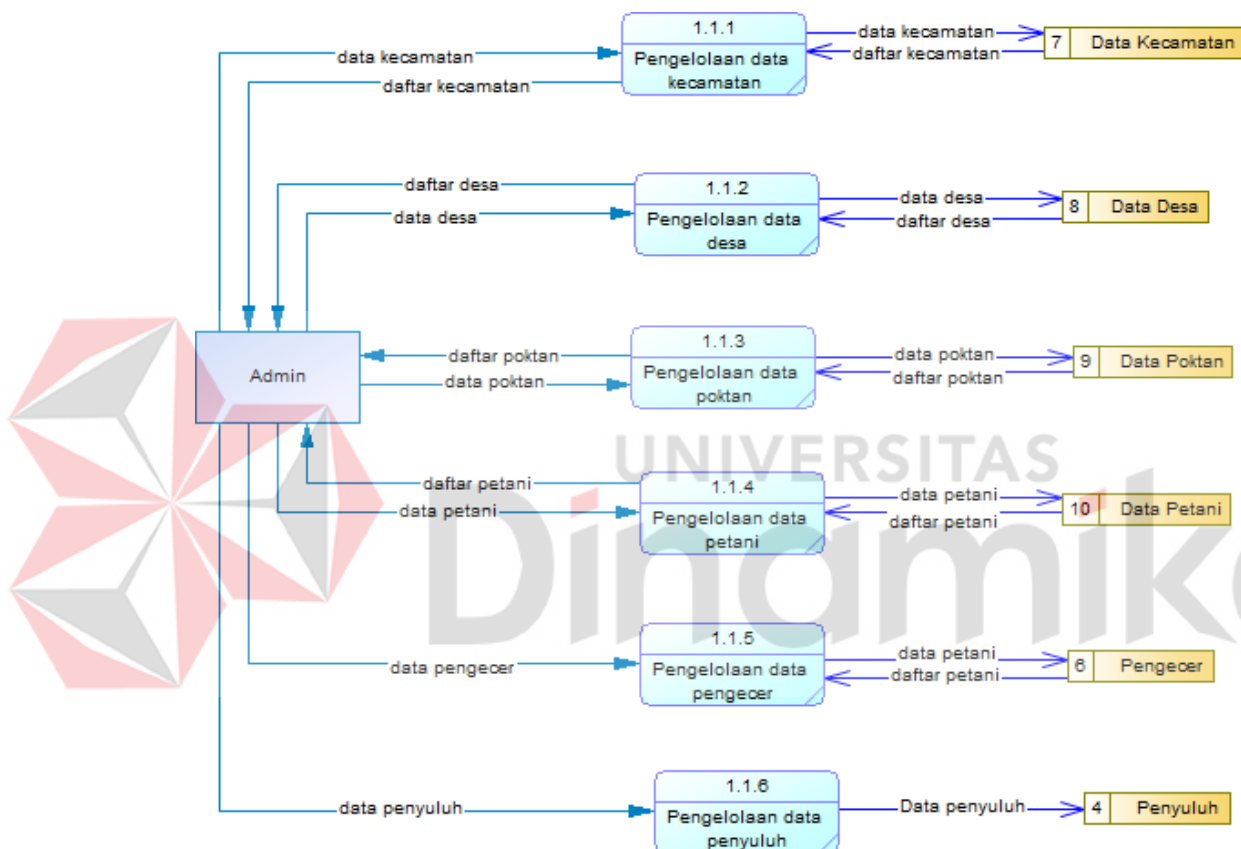 1.1.1
Pengelolaan data
kecamatan
data kecamatan
daftar kecamatan
data kecamatan
daftar kecamatan
7 Data Kecamatan
1.1.2
Pengelolaan data
desa
daftar desa
data desa
data desa
daftar desa
8 Data Desa
Admin
1.1.3
Pengelolaan data
poktan
daftar poktan
data poktan
data poktan
daftar poktan
9 Data Poktan
UNIVERSITAS
Dinamika
1.1.4
Pengelolaan data
petani
daftar petani
data petani
data petani
daftar petani
10 Data Petani
1.1.5
Pengelolaan data
pengecer
data pengecer
data petani
daftar petani
6 Pengecer
1.1.6
Pengelolaan data
penyuluh
data penyuluh
Data penyuluh
4 Penyuluh